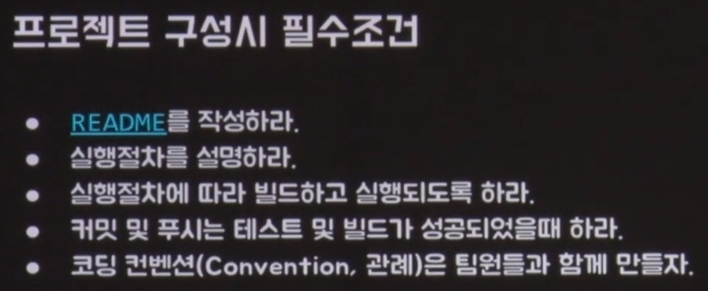 프로젝트 구성시 필수조건
● README를 작성하라.
● 실행절차를 설명하라.
● 실행절차에 따라 빌드하고 실행되도록 하라.
● 커밋 및 푸시는 테스트 및 빌드가 성공되었을때 하라.
● 코딩 컨벤션(Convention, 관례)은 팀원들과 함께 만들자.